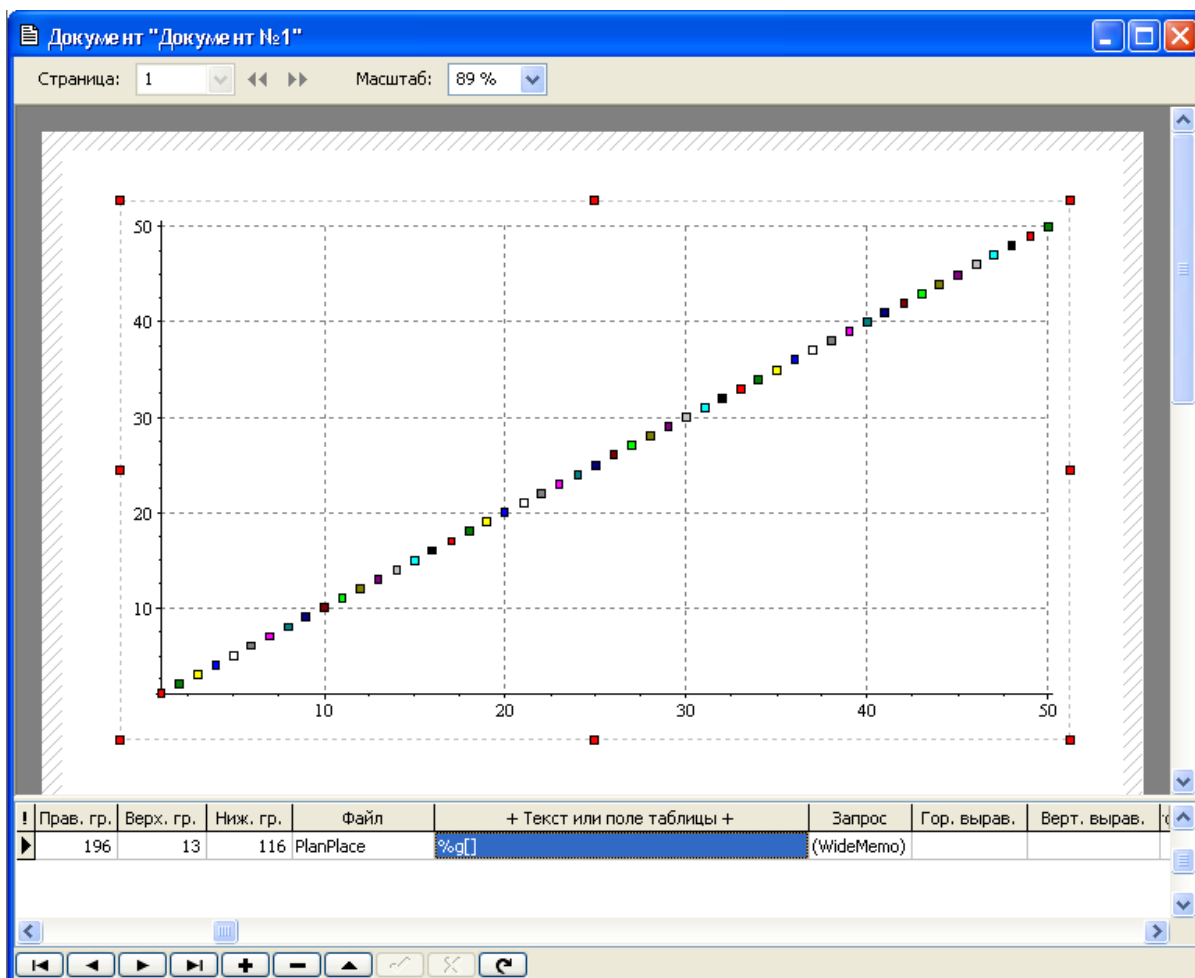 Документ "Документ №1"
Страница: 1 Масштаб: 89 %
50
40
30
20
10
10 20 30 40 50
! Прав. гр. Верх. гр. Ниж. гр. Файл + Текст или поле таблицы + Запрос Гор. вырав. Верт. вырав.
196 13 116 PlanPlace %g[] (WideMemo)